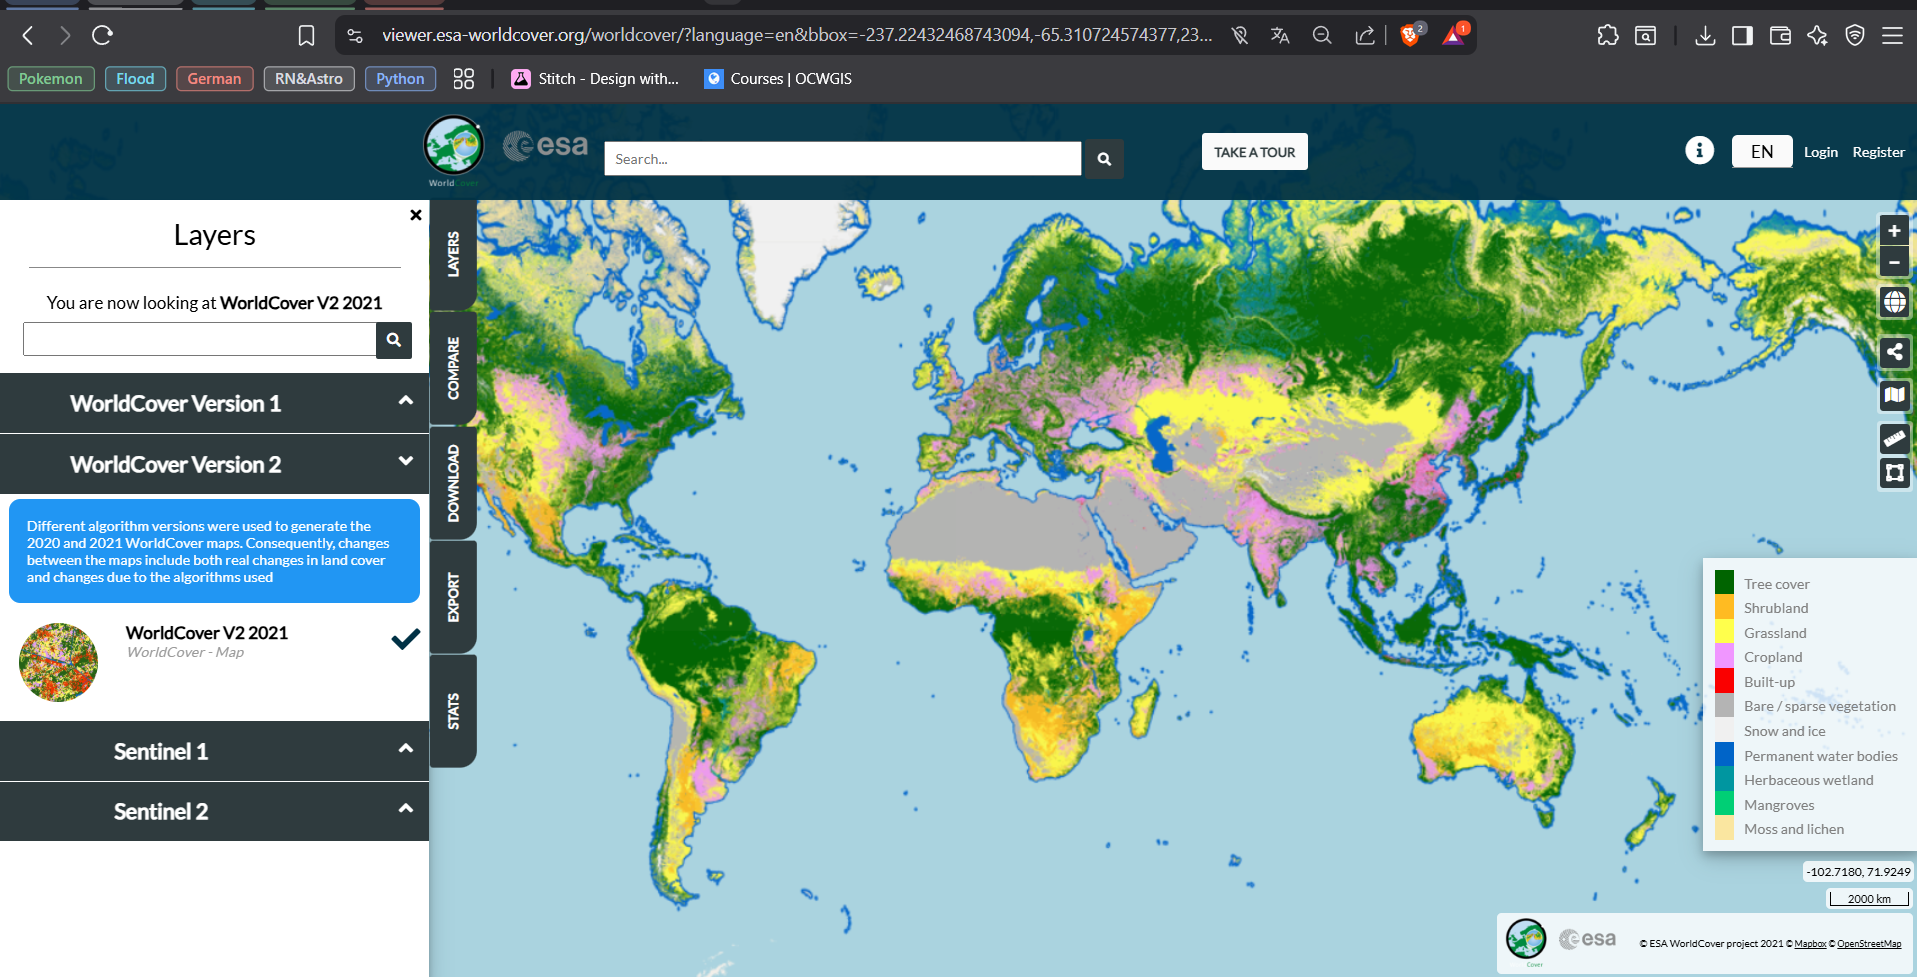 viewer.esa-worldcover.org/worldcover/?language=en&bbox=-237.22432468743094,-65.310724574377,23...
2
1
Pokemon
Flood
German
RN&Astro
Python
Stitch - Design with...
Courses | OCWGIS
WorldCover
esa
Search...
TAKE A TOUR
EN
Login
Register
Layers
You are now looking at WorldCover V2 2021
WorldCover Version 1
WorldCover Version 2
Different algorithm versions were used to generate the
2020 and 2021 WorldCover maps. Consequently, changes
between the maps include both real changes in land cover
and changes due to the algorithms used
WorldCover V2 2021
WorldCover - Map
Sentinel 1
Sentinel 2
LAYERS
COMPARE
DOWNLOAD
EXPORT
STATS
Tree cover
Shrubland
Grassland
Cropland
Built-up
Bare / sparse vegetation
Snow and ice
Permanent water bodies
Herbaceous wetland
Mangroves
Moss and lichen
-102.7180, 71.9249
2000 km
Cover
esa
© ESA WorldCover project 2021 © Mapbox © OpenStreetMap